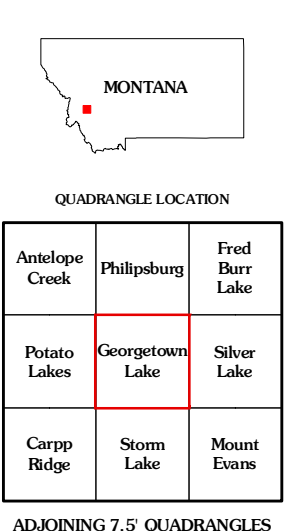 MONTANA
QUADRANGLE LOCATION
Antelope
Creek
Philipsburg
Fred
Burr
Lake
Potato
Lakes
Georgetown
Lake
Silver
Lake
Carpp
Ridge
Storm
Lake
Mount
Evans
ADJOINING 7.5' QUADRANGLES